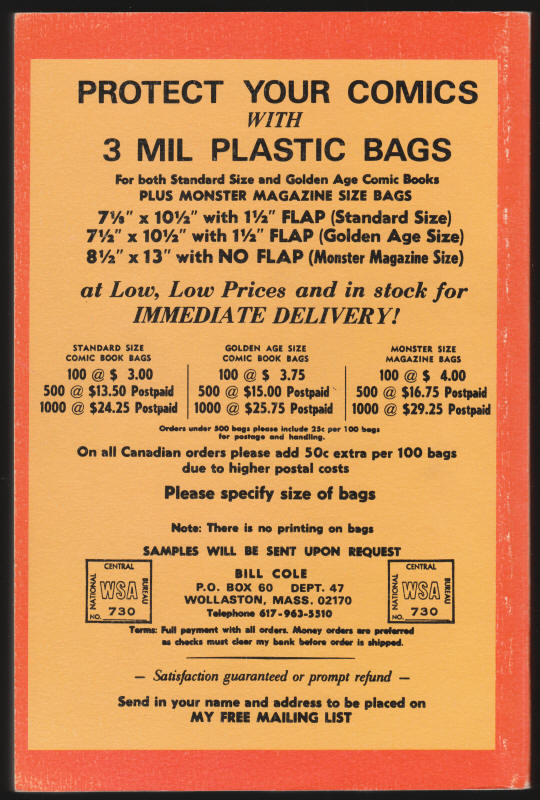 PROTECT YOUR COMICS
WITH
3 MIL PLASTIC BAGS
For both Standard Size and Golden Age Comic Books
PLUS MONSTER MAGAZINE SIZE BAGS
7⅛" x 10½" with 1½" FLAP (Standard Size)
7½" x 10½" with 1½" FLAP (Golden Age Size)
8½" x 13" with NO FLAP (Monster Magazine Size)
at Low, Low Prices and in stock for
IMMEDIATE DELIVERY!
STANDARD SIZE
COMIC BOOK BAGS
100 @ $ 3.00
500 @ $13.50 Postpaid
1000 @ $24.25 Postpaid
GOLDEN AGE SIZE
COMIC BOOK BAGS
100 @ $ 3.75
500 @ $15.00 Postpaid
1000 @ $25.75 Postpaid
MONSTER SIZE
MAGAZINE BAGS
100 @ $ 4.00
500 @ $16.75 Postpaid
1000 @ $29.25 Postpaid
Orders under 500 bags please include 25c per 100 bags
for postage and handling.
On all Canadian orders please add 50c extra per 100 bags
due to higher postal costs
Please specify size of bags
Note: There is no printing on bags
SAMPLES WILL BE SENT UPON REQUEST
CENTRAL
NATIONAL
WSA
BUREAU
NO. 730
BILL COLE
P.O. BOX 60 DEPT. 47
WOLLASTON, MASS. 02170
Telephone 617-963-5510
CENTRAL
NATIONAL
WSA
BUREAU
NO. 730
Terms: Full payment with all orders. Money orders are preferred
as checks must clear my bank before order is shipped.
— Satisfaction guaranteed or prompt refund —
Send in your name and address to be placed on
MY FREE MAILING LIST